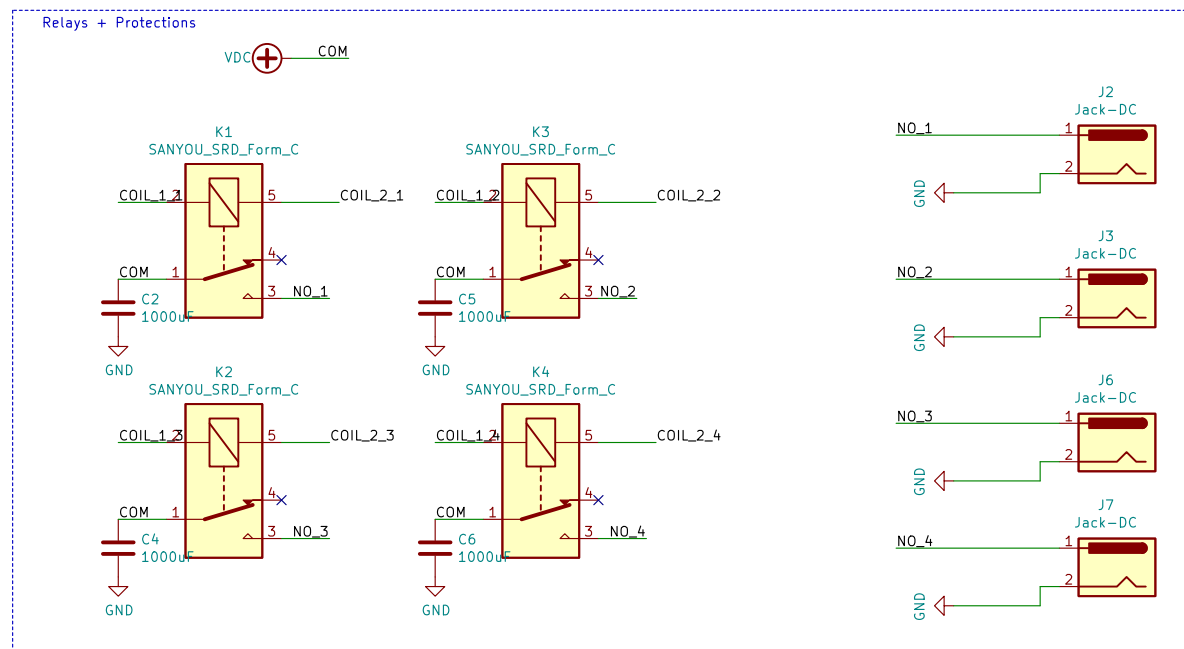 Relays + Protections
VDC
COM
K1
SANYOU_SRD_Form_C
COIL_1_1
2
5
COIL_2_1
4
COM
1
3
NO_1
C2
1000uF
GND
K3
SANYOU_SRD_Form_C
COIL_1_2
2
5
COIL_2_2
4
COM
1
3
NO_2
C5
1000uF
GND
K2
SANYOU_SRD_Form_C
COIL_1_3
2
5
COIL_2_3
4
COM
1
3
NO_3
C4
1000uF
GND
K4
SANYOU_SRD_Form_C
COIL_1_4
2
5
COIL_2_4
4
COM
1
3
NO_4
C6
1000uF
GND
J2
Jack-DC
NO_1
1
2
GND
J3
Jack-DC
NO_2
1
2
GND
J6
Jack-DC
NO_3
1
2
GND
J7
Jack-DC
NO_4
1
2
GND